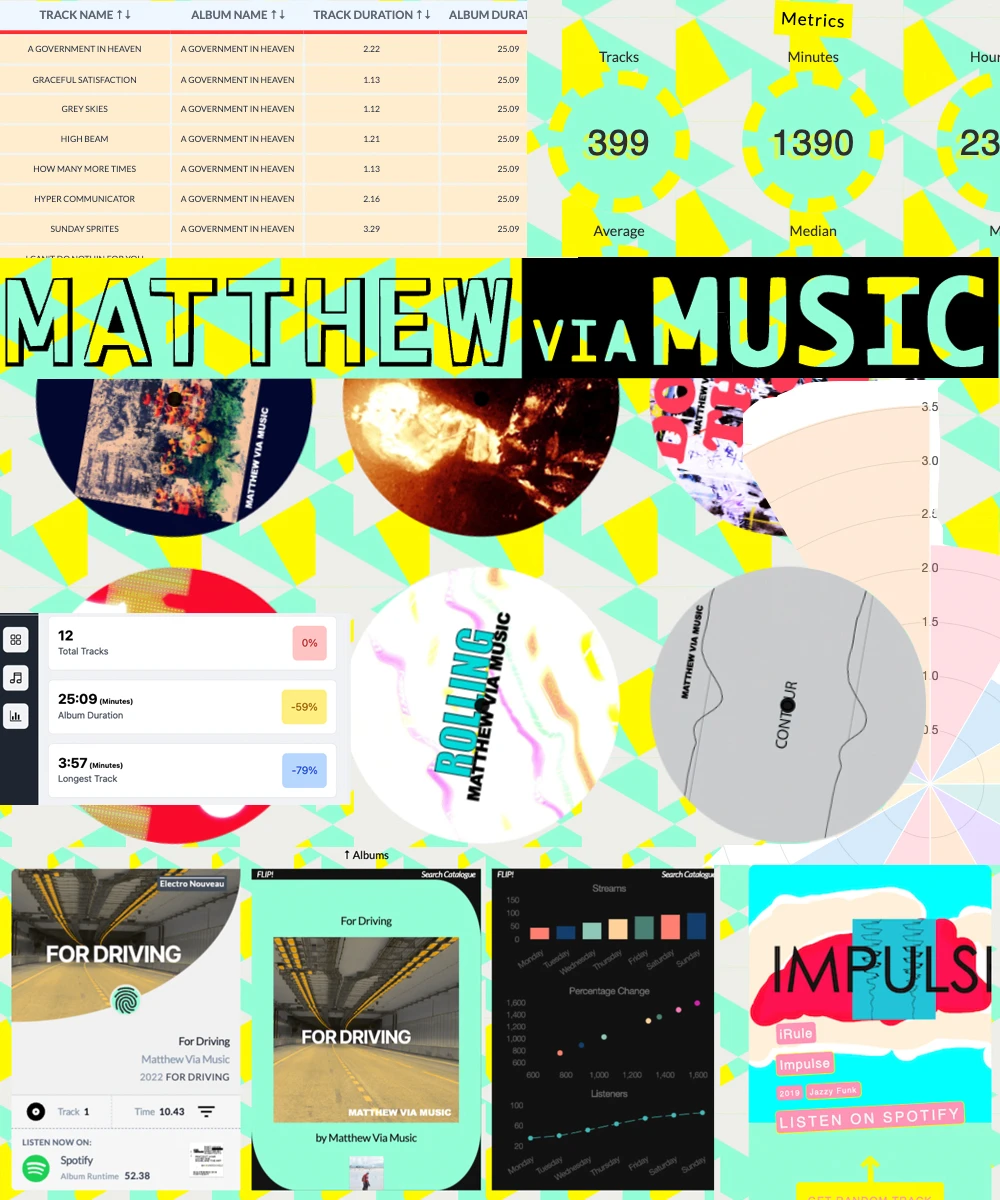 TRACK NAME ↑↓ ALBUM NAME ↑↓ TRACK DURATION ↑↓ ALBUM DURAT
A GOVERNMENT IN HEAVEN A GOVERNMENT IN HEAVEN 2.22 25.09
GRACEFUL SATISFACTION A GOVERNMENT IN HEAVEN 1.13 25.09
GREY SKIES A GOVERNMENT IN HEAVEN 1.12 25.09
HIGH BEAM A GOVERNMENT IN HEAVEN 1.21 25.09
HOW MANY MORE TIMES A GOVERNMENT IN HEAVEN 1.13 25.09
HYPER COMMUNICATOR A GOVERNMENT IN HEAVEN 2.16 25.09
SUNDAY SPRITES A GOVERNMENT IN HEAVEN 3.29 25.09
Metrics
Tracks Minutes Hour
399 1390 23
Average Median M
MATTHEW VIA MUSIC
MATTHEW VIA MUSIC
3.5
3.0
2.5
2.0
1.5
1.0
0.5
12
Total Tracks
0%
25:09 (Minutes)
Album Duration
-59%
3:57 (Minutes)
Longest Track
-79%
ROLLING
MATTHEW VIA MUSIC
MATTHEW VIA MUSIC
CONTOUR
↑ Albums
Electro Nouveau
FOR DRIVING
For Driving
Matthew Via Music
2022 FOR DRIVING
Track 1 Time 10.43
LISTEN NOW ON:
Spotify
Album Runtime 52.38
FLIP! Search Catalogue
For Driving
FOR DRIVING
MATTHEW VIA MUSIC
by Matthew Via Music
FLIP! Search Catalogu
Streams
150
100
50
0
Monday Tuesday Wednesday Thursday Friday Saturday Sunday
Percentage Change
1,600
1,400
1,200
1,000
800
600
600 800 1,000 1,200 1,400 1,600
Listeners
100
60
20
Monday Tuesday Wednesday Thursday Friday Saturday Sunday
IMPULS
iRule
Impulse
2019 Jazzy Funk
LISTEN ON SPOTIFY
GET RANDOM TRACK